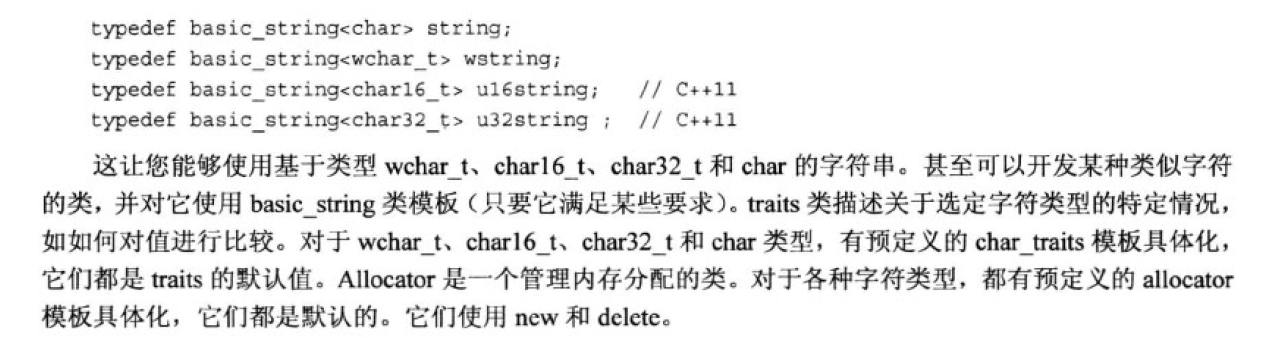 typedef basic_string<char> string;
typedef basic_string<wchar_t> wstring;
typedef basic_string<char16_t> u16string;   // C++11
typedef basic_string<char32_t> u32string ;  // C++11
这让您能够使用基于类型 wchar_t、char16_t、char32_t 和 char 的字符串。甚至可以开发某种类似字符
的类，并对它使用 basic_string 类模板（只要它满足某些要求）。traits 类描述关于选定字符类型的特定情况，
如如何对值进行比较。对于 wchar_t、char16_t、char32_t 和 char 类型，有预定义的 char_traits 模板具体化，
它们都是 traits 的默认值。Allocator 是一个管理内存分配的类。对于各种字符类型，都有预定义的 allocator
模板具体化，它们都是默认的。它们使用 new 和 delete。